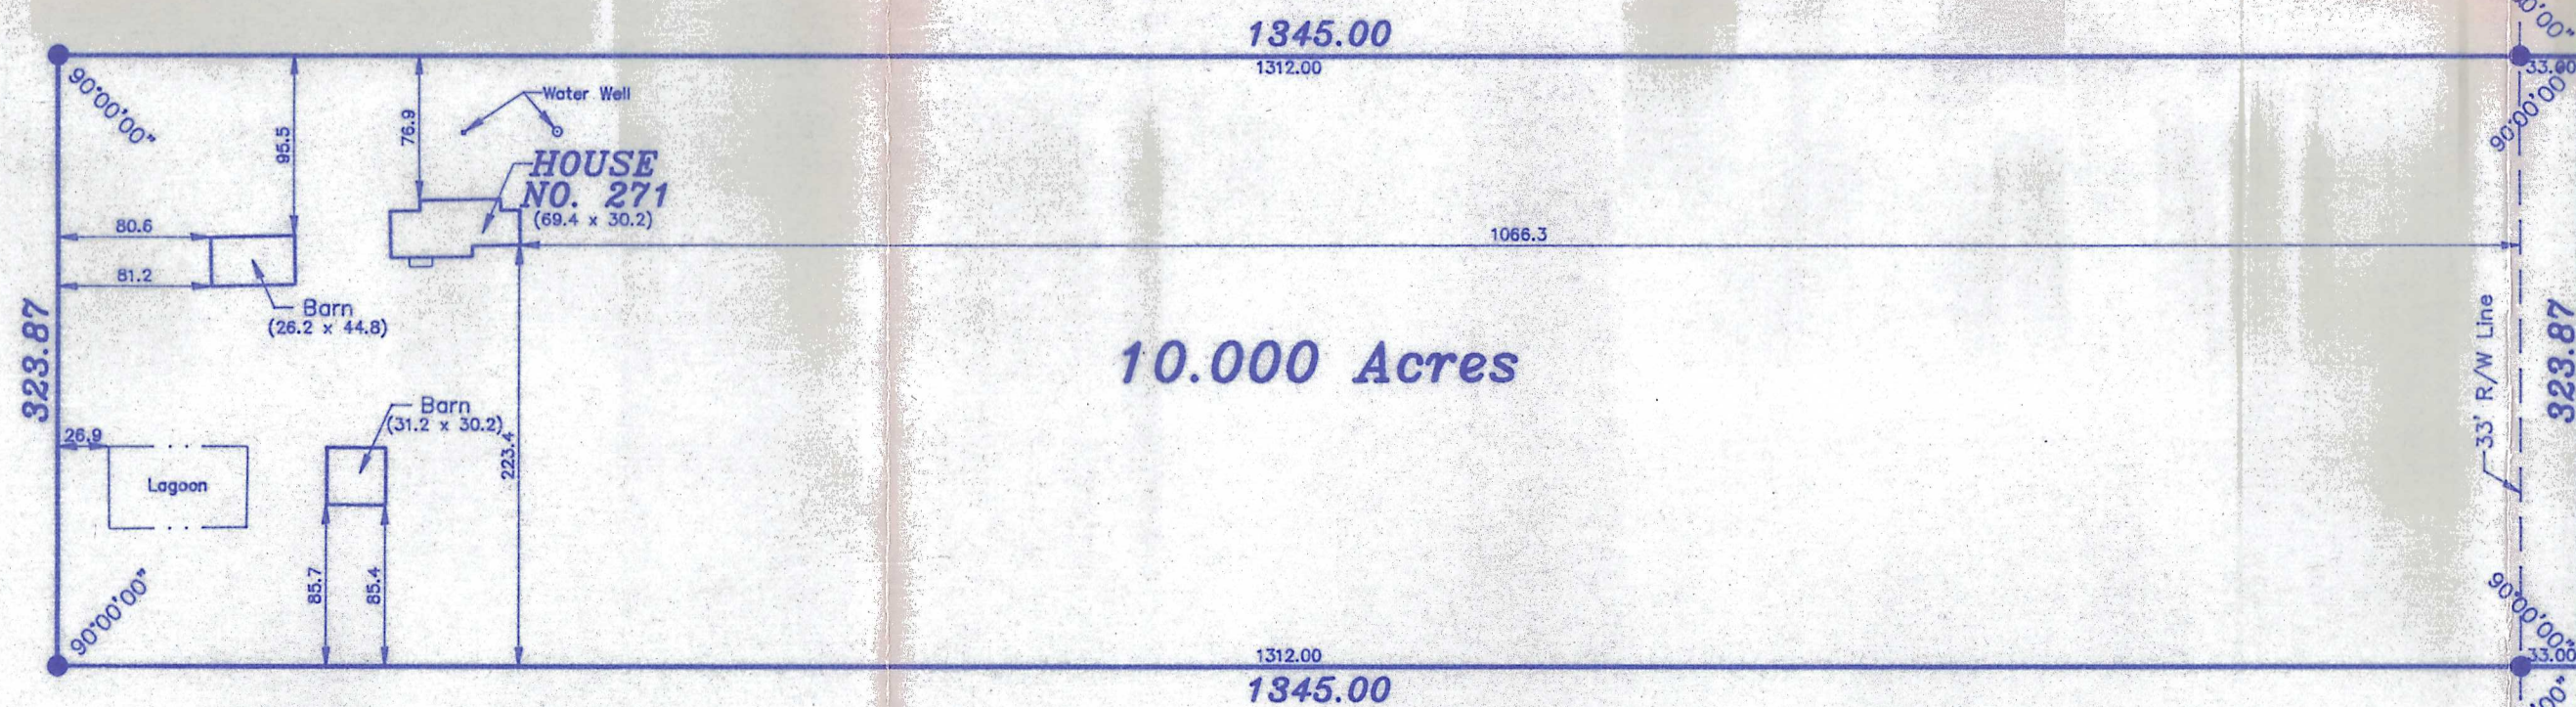 1345.00
1312.00
33.00
90°00'00"
90°00'00"
95.5
76.9
Water Well
HOUSE
NO. 271
(69.4 x 30.2)
80.6
81.2
Barn
(26.2 x 44.8)
1066.3
323.87
10.000 Acres
33' R/W Line
323.87
Barn
(31.2 x 30.2)
26.9
Lagoon
223.4
85.7
85.4
90°00'00"
90°00'00"
1312.00
33.00
1345.00